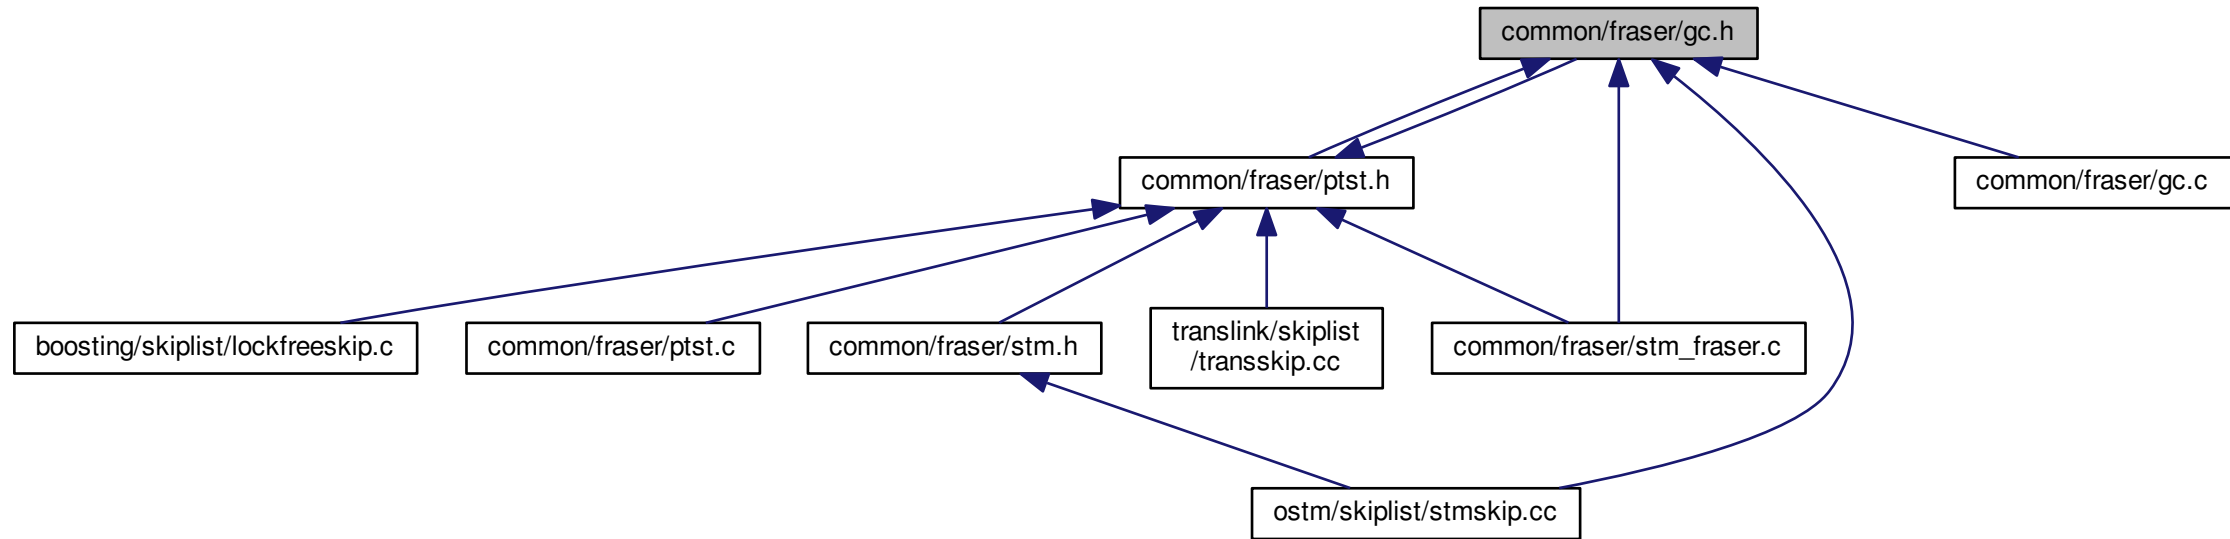 common/fraser/gc.h
common/fraser/ptst.h
common/fraser/gc.c
boosting/skiplist/lockfreeskip.c
common/fraser/ptst.c
common/fraser/stm.h
translink/skiplist
/transskip.cc
common/fraser/stm_fraser.c
ostm/skiplist/stmskip.cc